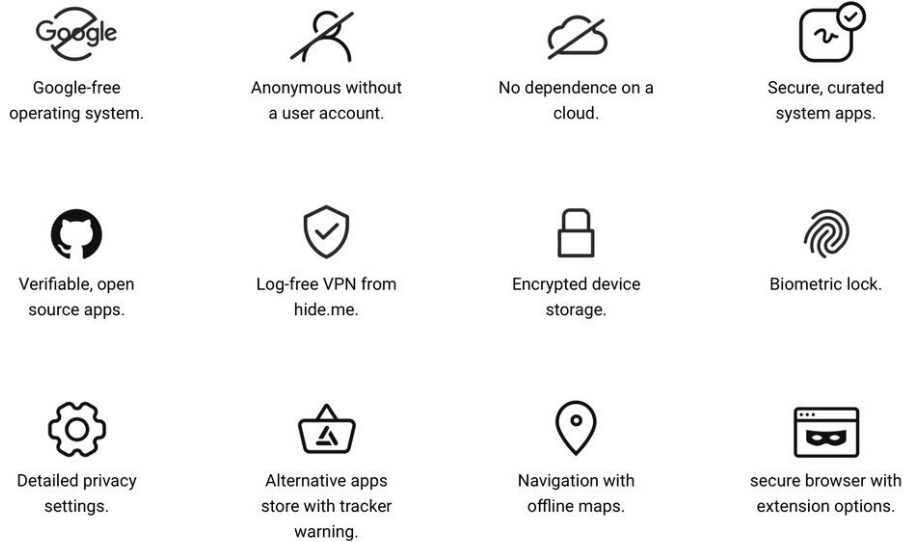 Google
Google-free
operating system.
Anonymous without
a user account.
No dependence on a
cloud.
Secure, curated
system apps.
Verifiable, open
source apps.
Log-free VPN from
hide.me.
Encrypted device
storage.
Biometric lock.
Detailed privacy
settings.
Alternative apps
store with tracker
warning.
Navigation with
offline maps.
secure browser with
extension options.